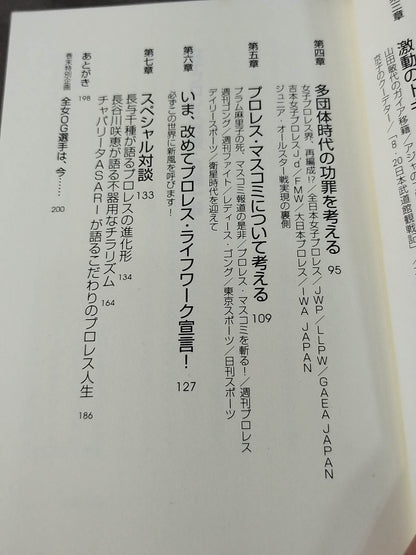 三章
激動の
山田敏代のガイア移籍／アジャの
京子のクーデター／「8・20日本武道館観戦記」
第四章
多団体時代の功罪を考える 95
女子プロレス界、再編成!?／全日本女子プロレス／JWP／LLPW／GAEA JAPAN
吉本女子プロレスJd'／FMW／大日本プロレス／IWA JAPAN
ジュニア・オールスター戦実現の裏側
第五章
プロレス・マスコミについて考える 109
プラム麻里子の死、マスコミ報道の是非／プロレス・マスコミを斬る!／週刊プロレス
週刊ゴング／週刊ファイト／レディース・ゴング／東京スポーツ／日刊スポーツ
デイリースポーツ／衛星時代を迎えて
第六章
いま、改めてプロレス・ライフワーク宣言! 127
必ずこの世界に新風を呼びます!
第七章
スペシャル対談 133
長与千種が語るプロレスの進化形 134
長谷川咲恵が語る不器用なチラリズム 164
チャパリータASARIが語るこだわりのプロレス人生 186
あとがき 198
巻末特別企画
全女OG選手は、今…… 200